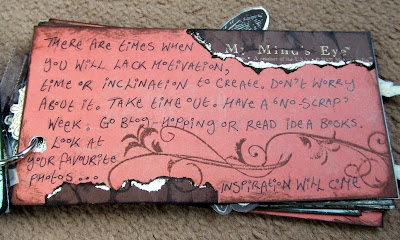 There are times when
you will lack motivation,
time or inclination to create. Don't worry
about it. Take time out. Have a 'no-scrap'
week. Go blog-hopping or read idea books.
Look at
your favourite
photos...
inspiration will come
My Mind's Eye